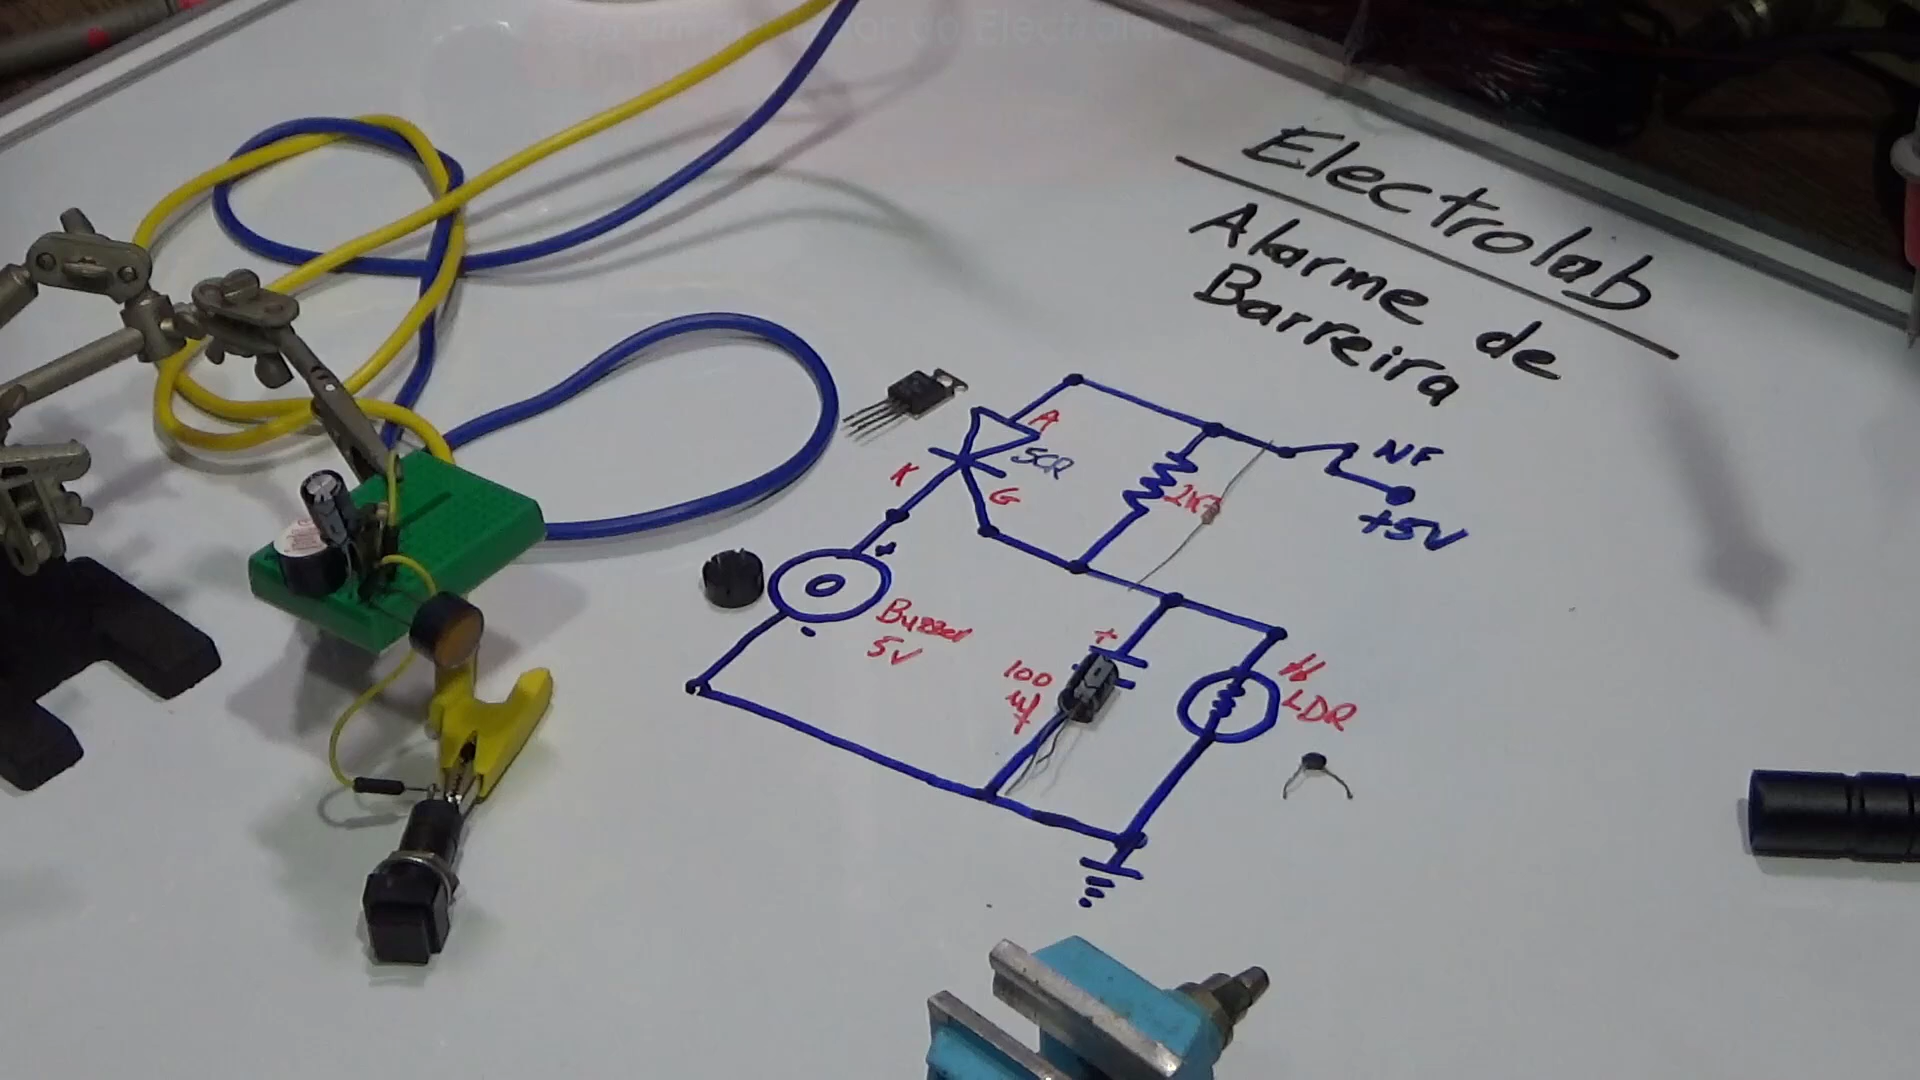 Electrolab
Alarme de
Barreira
A
SCR
K
G
NF
+5V
2k7
+
-
Buzzer
5V
+
100
uf
LDR